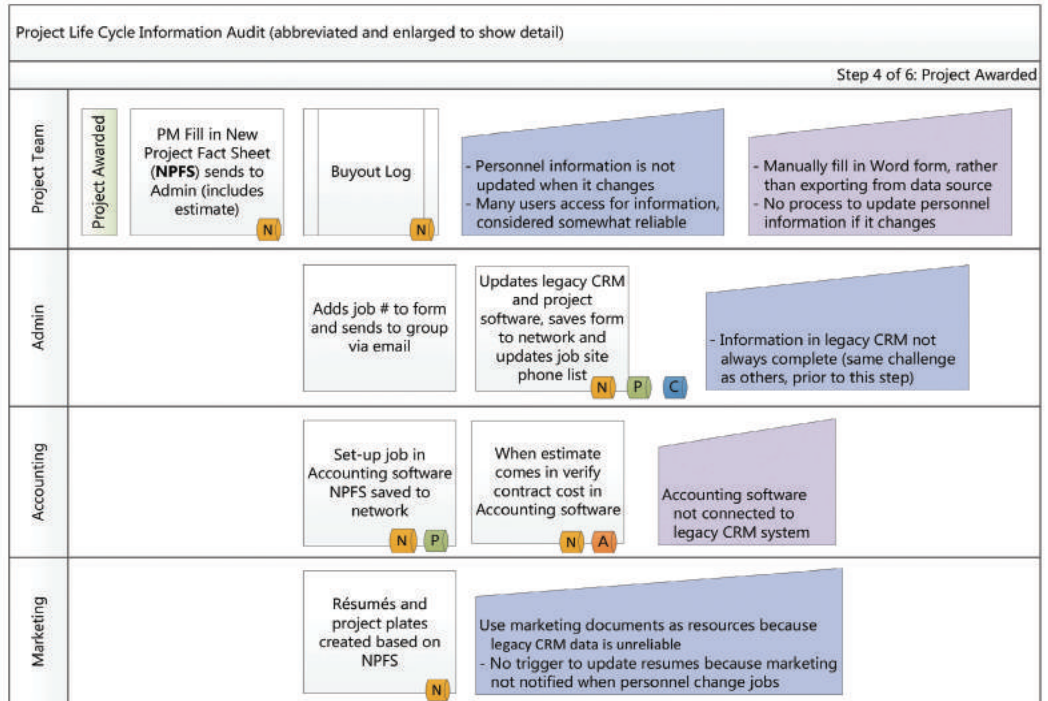 Project Life Cycle Information Audit (abbreviated and enlarged to show detail)
Step 4 of 6: Project Awarded
Project Team
Project Awarded
PM Fill in New
Project Fact Sheet
(NPFS) sends to
Admin (includes
estimate)
N
Buyout Log
N
- Personnel information is not
updated when it changes
- Many users access for information,
considered somewhat reliable
- Manually fill in Word form, rather
than exporting from data source
- No process to update personnel
information if it changes
Admin
Adds job # to form
and sends to group
via email
Updates legacy CRM
and project
software, saves form
to network and
updates job site
phone list
N P C
- Information in legacy CRM not
always complete (same challenge
as others, prior to this step)
Accounting
Set-up job in
Accounting software
NPFS saved to
network
N P
When estimate
comes in verify
contract cost in
Accounting software
N A
Accounting software
not connected to
legacy CRM system
Marketing
Résumés and
project plates
created based on
NPFS
N
Use marketing documents as resources because
legacy CRM data is unreliable
- No trigger to update resumes because marketing
not notified when personnel change jobs